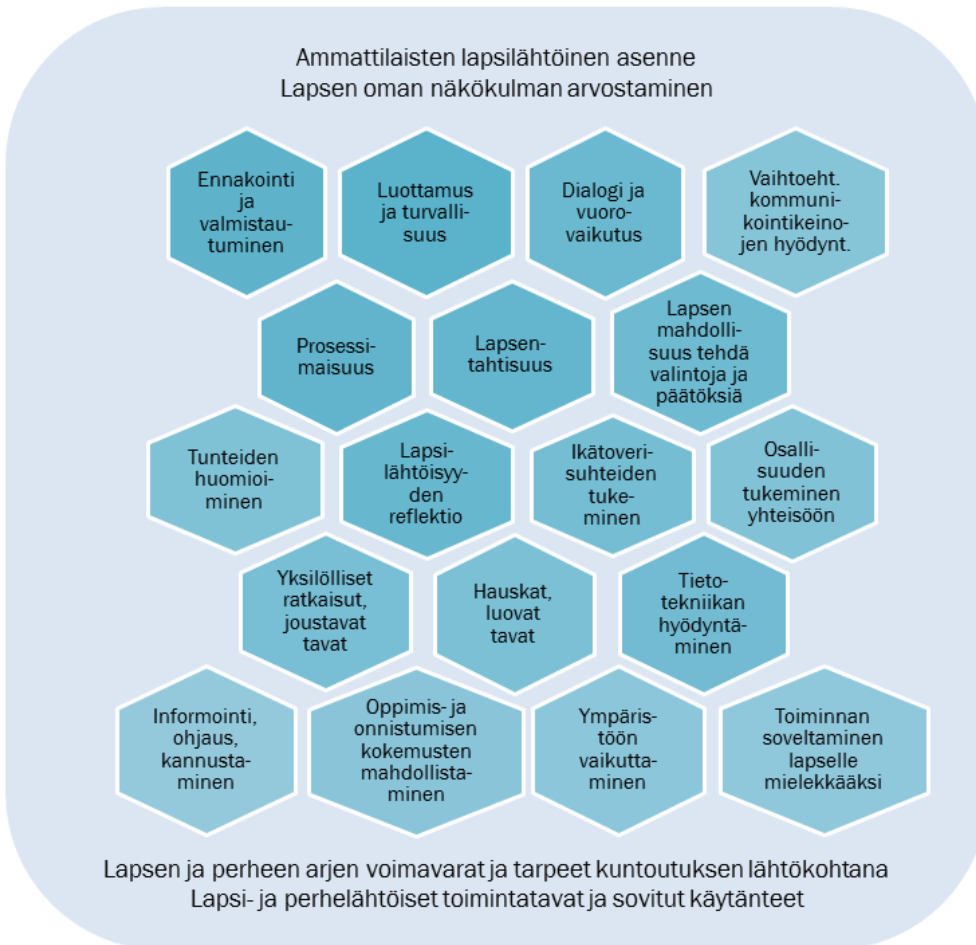 Ammattilaisten lapsilähtöinen asenne
Lapsen oman näkökulman arvostaminen
Ennakointi
ja
valmistau-
tuminen
Luottamus
ja turvalli-
suus
Dialogi ja
vuoro-
vaikutus
Vaihtoeht.
kommuni-
kointikeino-
jen hyödynt.
Prosessi-
maisuus
Lapsen-
tahtisuus
Lapsen
mahdolli-
suus tehdä
valintoja ja
päätöksiä
Tunteiden
huomioi-
minen
Lapsi-
lähtöisyy-
den
reflektio
Ikätoveri-
suhteiden
tuke-
minen
Osalli-
suuden
tukeminen
yhteisöön
Yksilölliset
ratkaisut,
joustavat
tavat
Hauskat,
luovat
tavat
Tieto-
tekniikan
hyödyntä-
minen
Informointi,
ohjaus,
kannusta-
minen
Oppimis- ja
onnistumisen
kokemusten
mahdollista-
minen
Ympäris-
töön
vaikutta-
minen
Toiminnan
soveltaminen
lapselle
mielekkääksi
Lapsen ja perheen arjen voimavarat ja tarpeet kuntoutuksen lähtökohtana
Lapsi- ja perhelähtöiset toimintatavat ja sovitut käytänteet